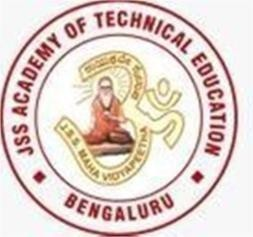 JSS ACADEMY OF TECHNICAL EDUCATION
J.S.S. MAHA VIDYAPEETHA
BENGALURU